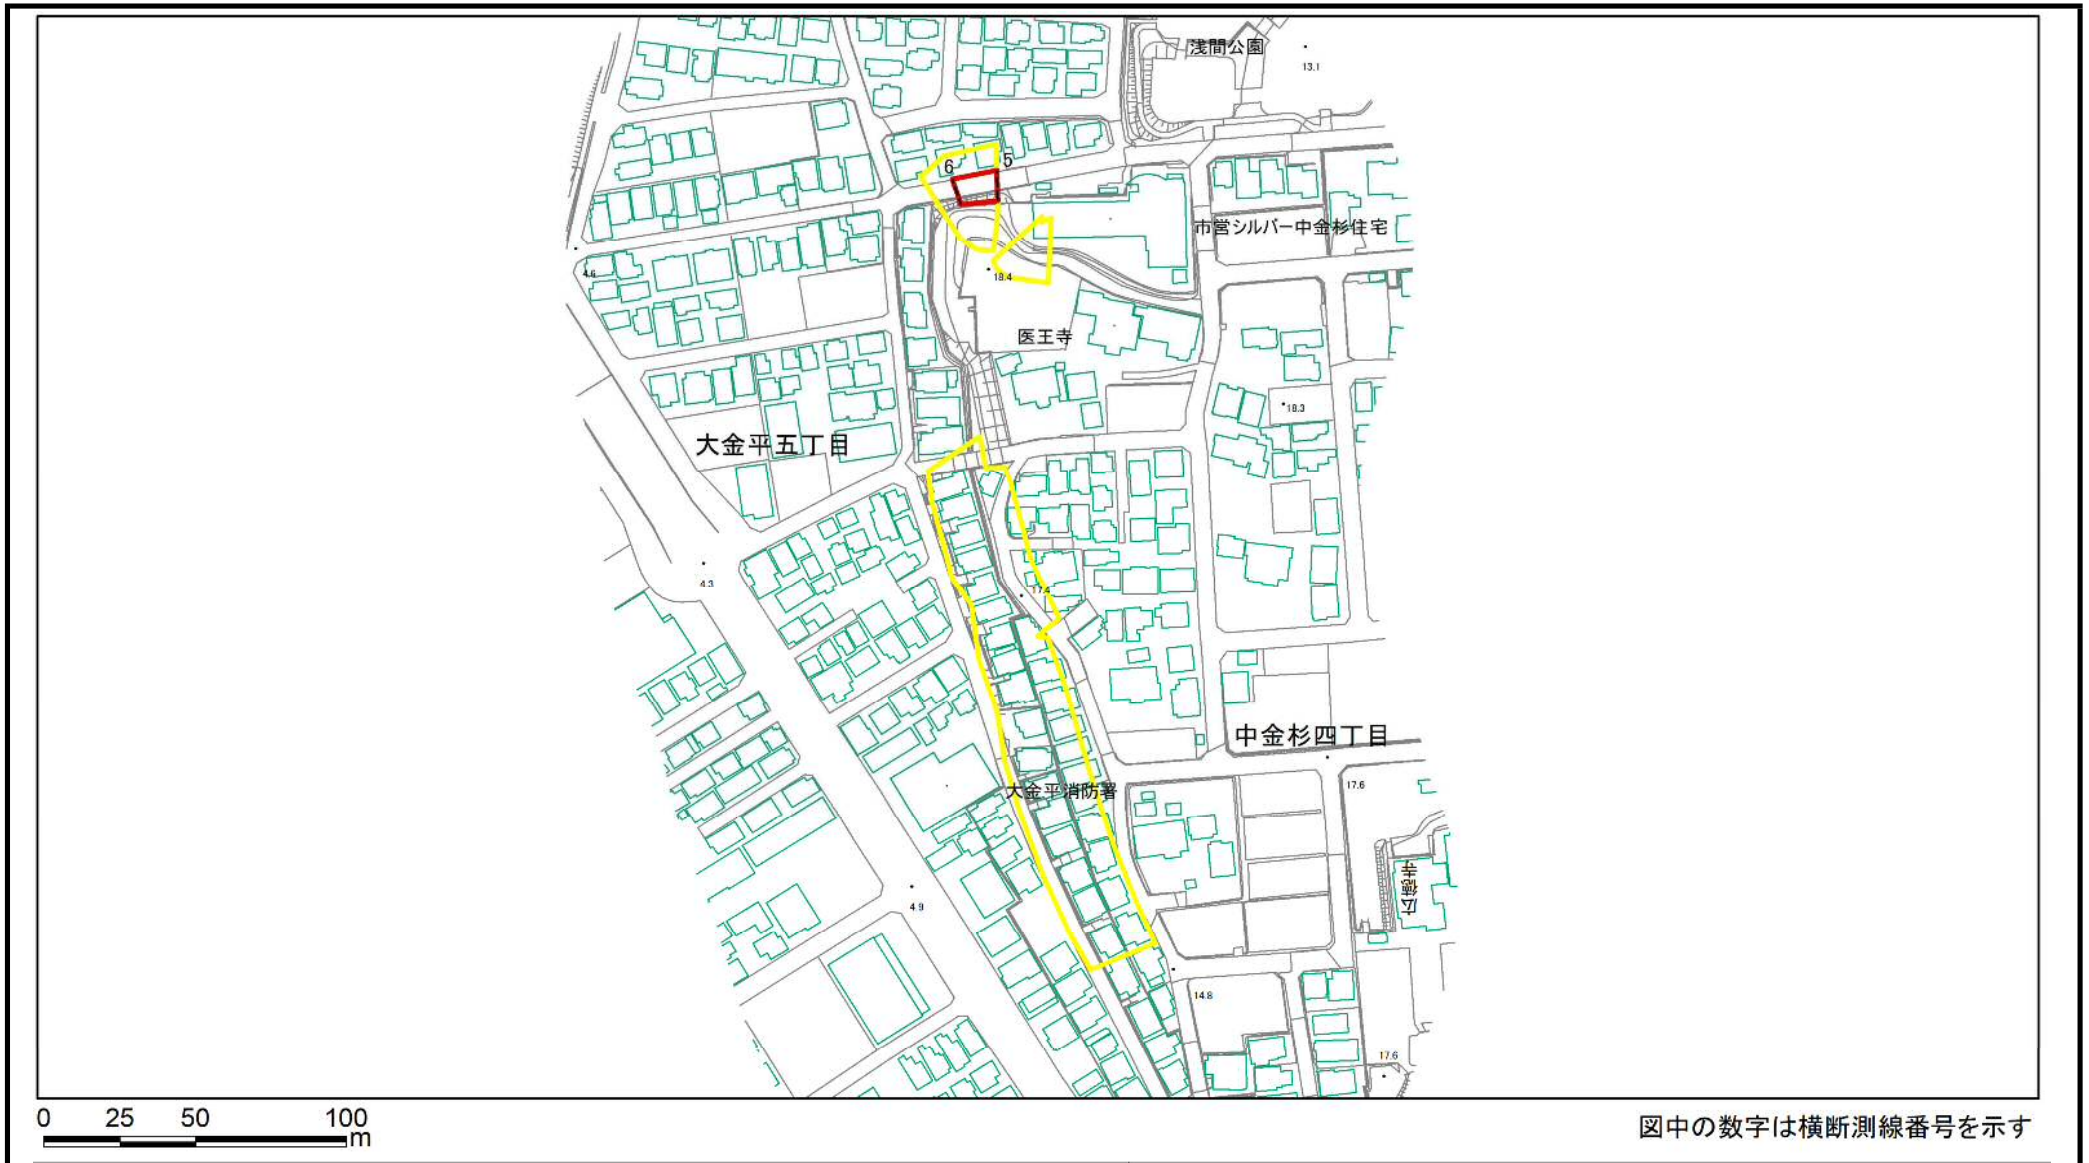 浅間公園
13.1
6
5
市営シルバー中金杉住宅
4.6
18.4
医王寺
18.3
大金平五丁目
4.3
17.4
中金杉四丁目
大金平消防署
17.6
広徳寺
4.9
14.8
17.6
0 25 50 100
m
図中の数字は横断測線番号を示す